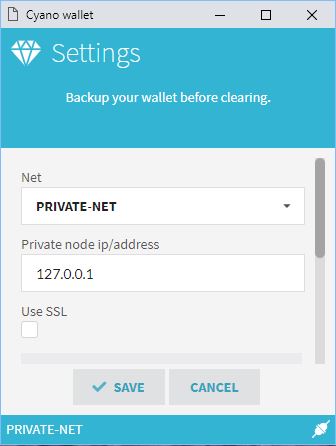 Cyano wallet
Settings
Backup your wallet before clearing.
Net
PRIVATE-NET
Private node ip/address
127.0.0.1
Use SSL
SAVE
CANCEL
PRIVATE-NET